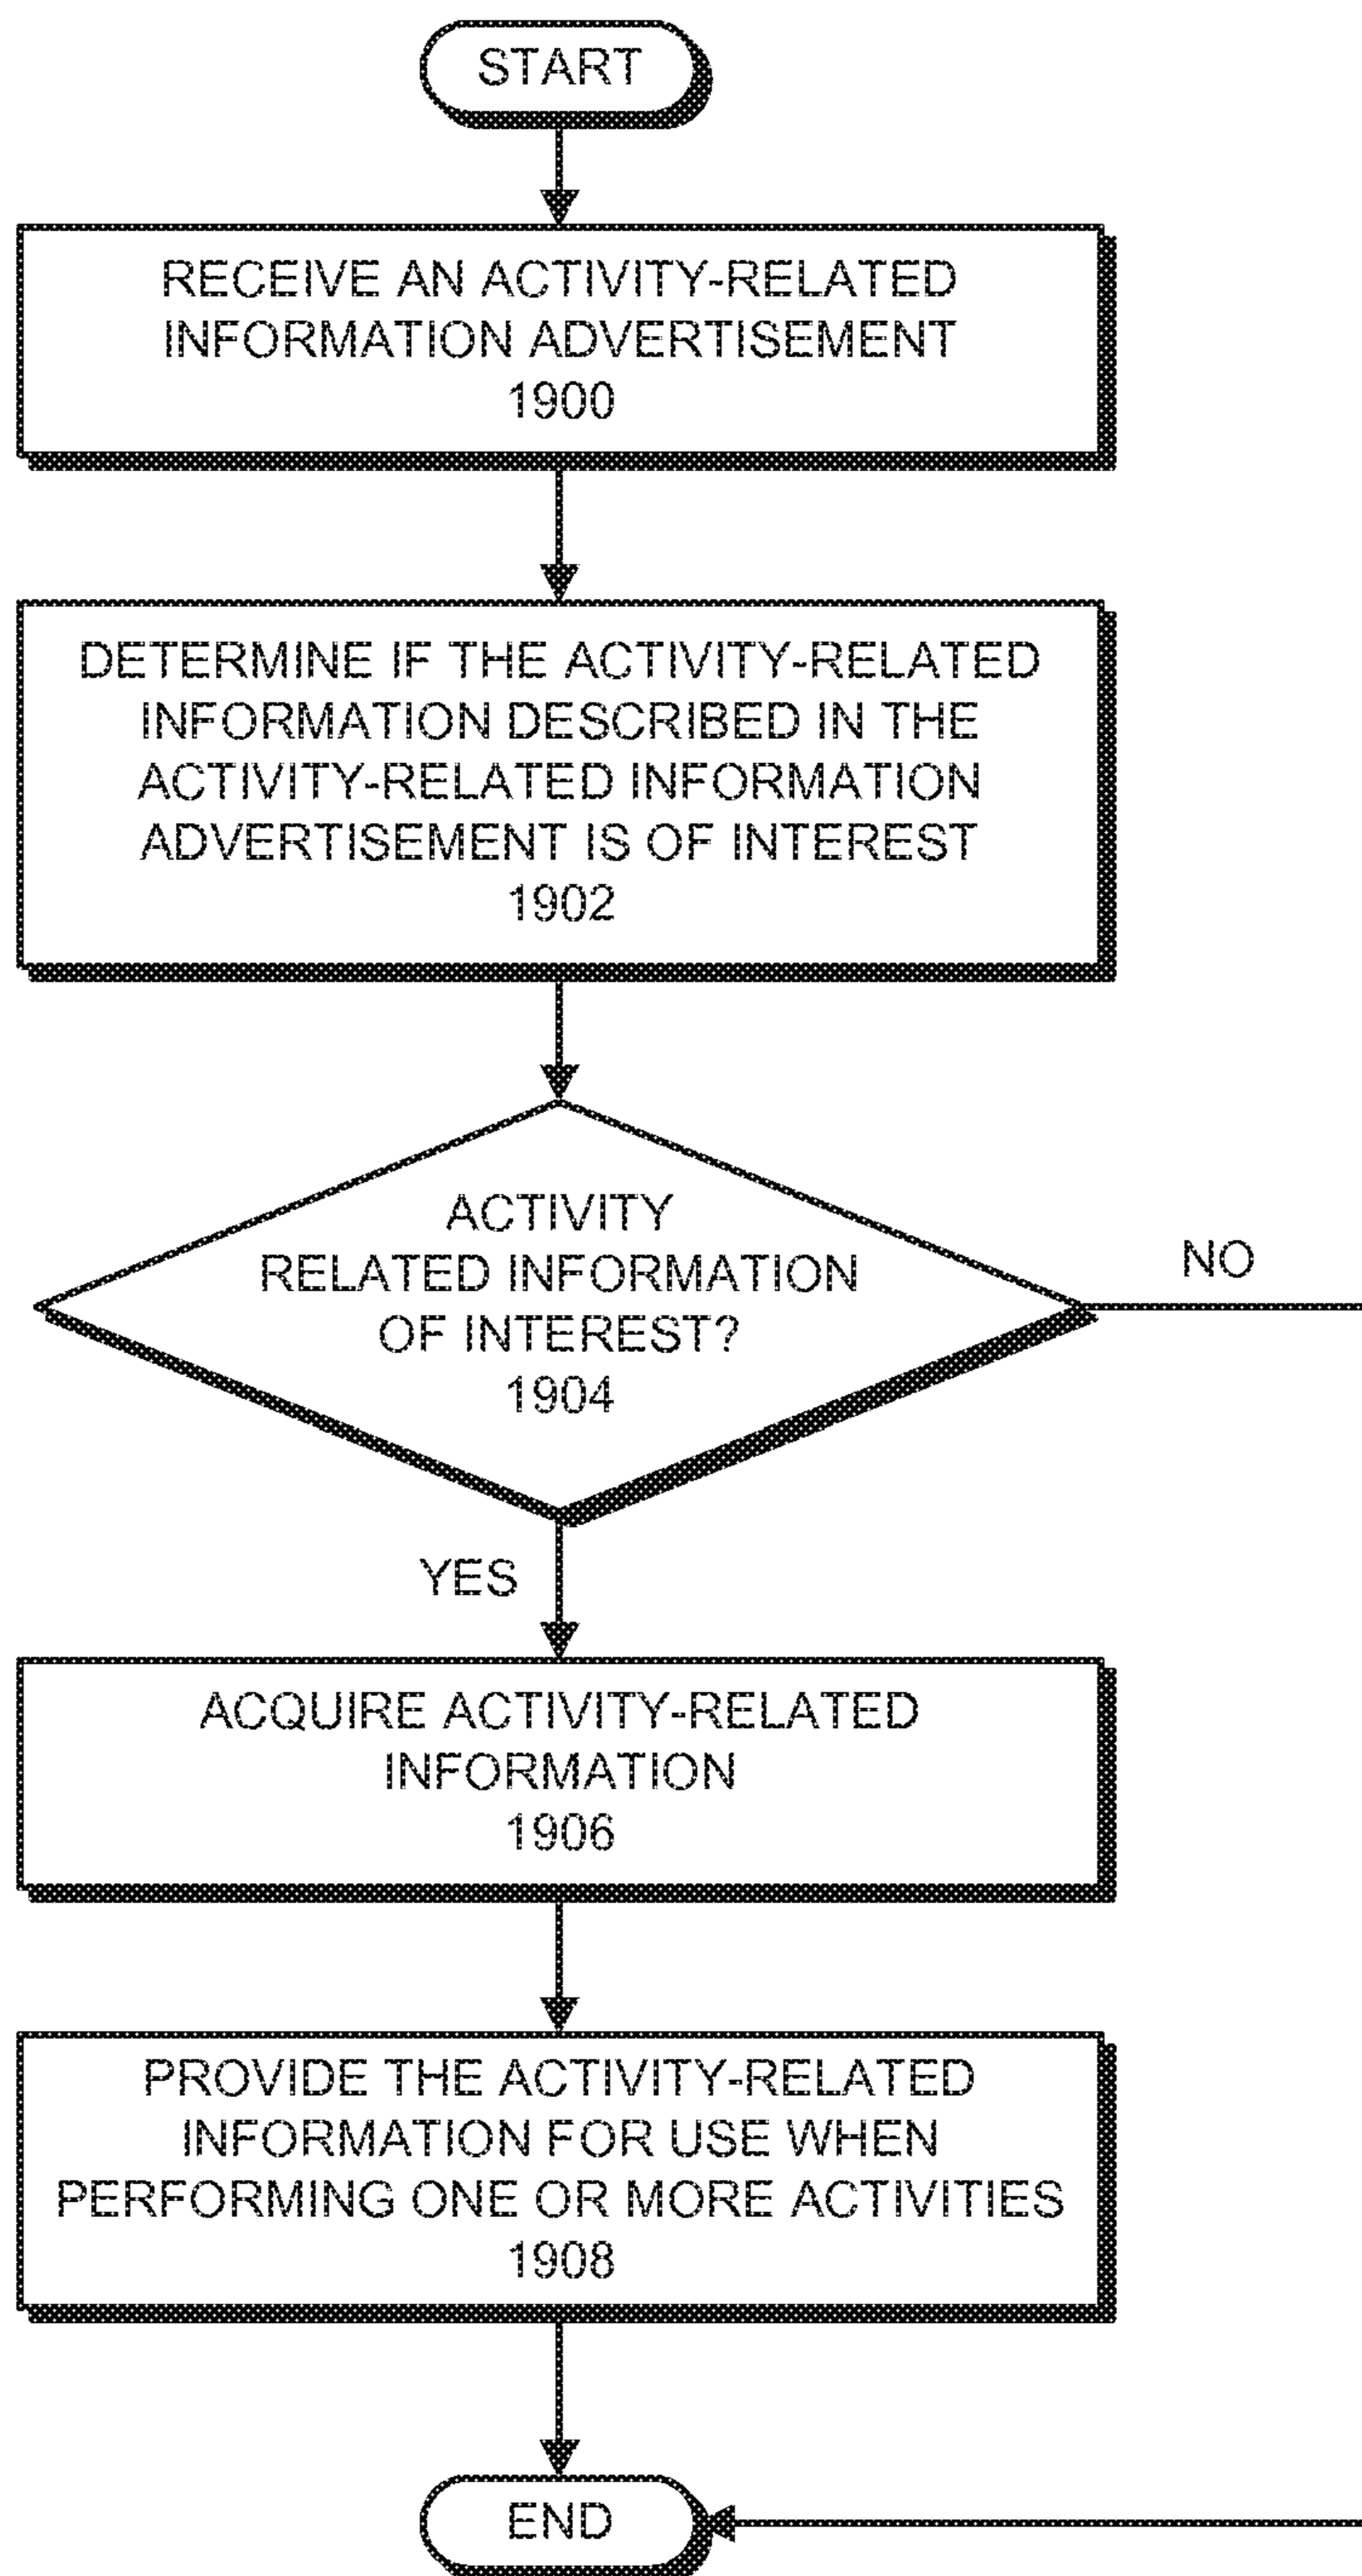 START
RECEIVE AN ACTIVITY-RELATED
INFORMATION ADVERTISEMENT
1900
DETERMINE IF THE ACTIVITY-RELATED
INFORMATION DESCRIBED IN THE
ACTIVITY-RELATED INFORMATION
ADVERTISEMENT IS OF INTEREST
1902
ACTIVITY
RELATED INFORMATION
OF INTEREST?
1904
NO
YES
ACQUIRE ACTIVITY-RELATED
INFORMATION
1906
PROVIDE THE ACTIVITY-RELATED
INFORMATION FOR USE WHEN
PERFORMING ONE OR MORE ACTIVITIES
1908
END